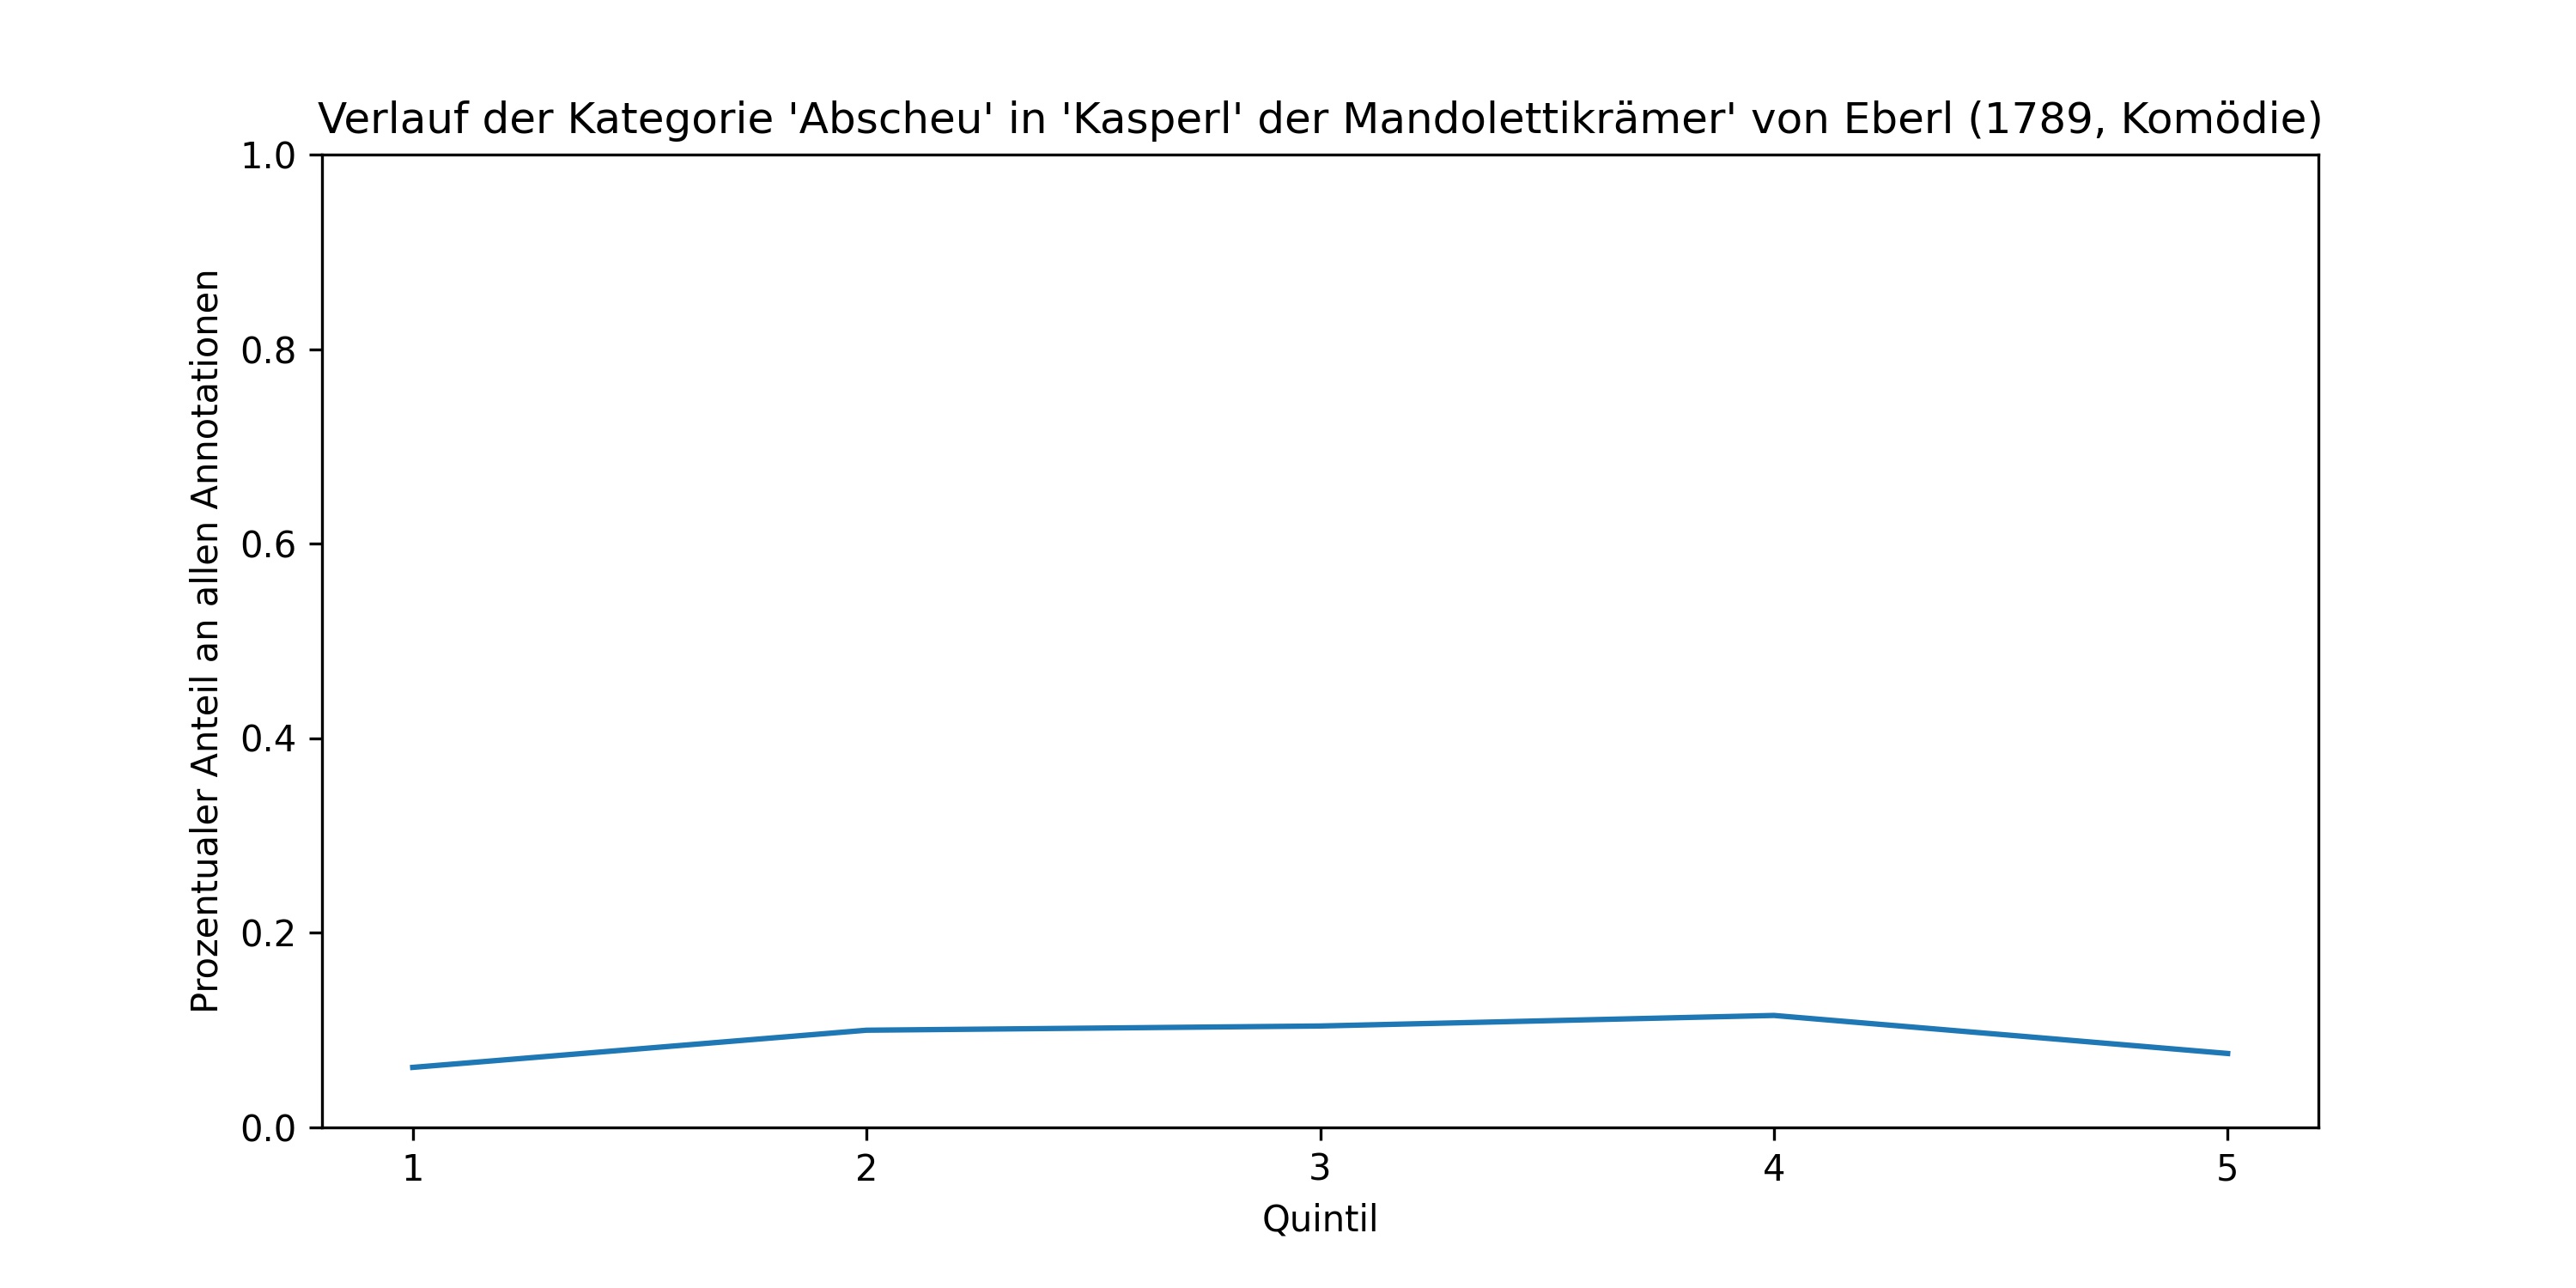 Verlauf der Kategorie 'Abscheu' in 'Kasperl' der Mandolettikrämer' von Eberl (1789, Komödie)
Prozentualer Anteil an allen Annotationen
1.0
0.8
0.6
0.4
0.2
0.0
1 2 3 4 5
Quintil